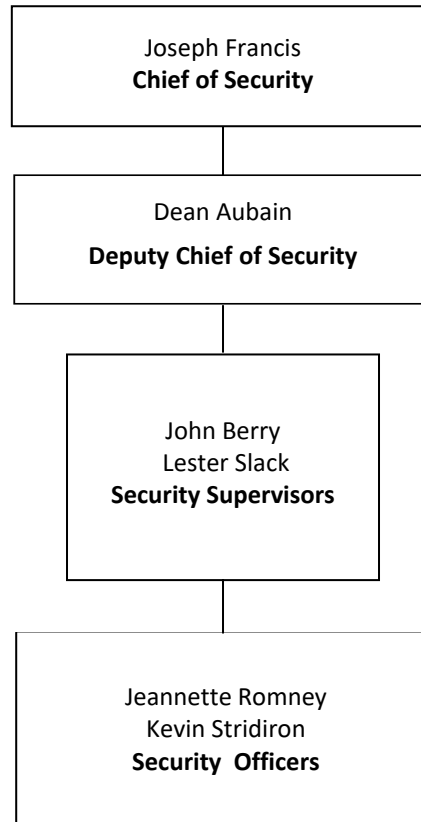 Joseph Francis
Chief of Security
Dean Aubain
Deputy Chief of Security
John Berry
Lester Slack
Security Supervisors
Jeannette Romney
Kevin Stridiron
Security Officers